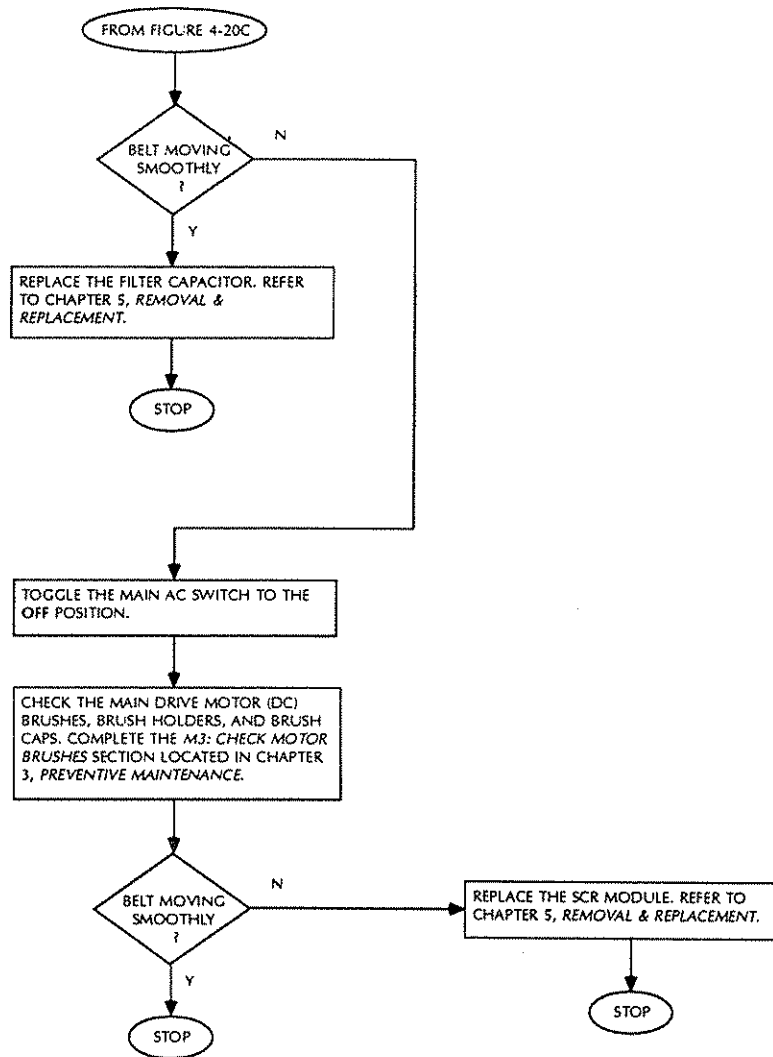 FROM FIGURE 4-20C
BELT MOVING
SMOOTHLY
?
N
Y
REPLACE THE FILTER CAPACITOR. REFER
TO CHAPTER 5, REMOVAL &
REPLACEMENT.
STOP
TOGGLE THE MAIN AC SWITCH TO THE
OFF POSITION.
CHECK THE MAIN DRIVE MOTOR (DC)
BRUSHES, BRUSH HOLDERS, AND BRUSH
CAPS. COMPLETE THE M3: CHECK MOTOR
BRUSHES SECTION LOCATED IN CHAPTER
3, PREVENTIVE MAINTENANCE.
BELT MOVING
SMOOTHLY
?
N
REPLACE THE SCR MODULE. REFER TO
CHAPTER 5, REMOVAL & REPLACEMENT.
Y
STOP
STOP